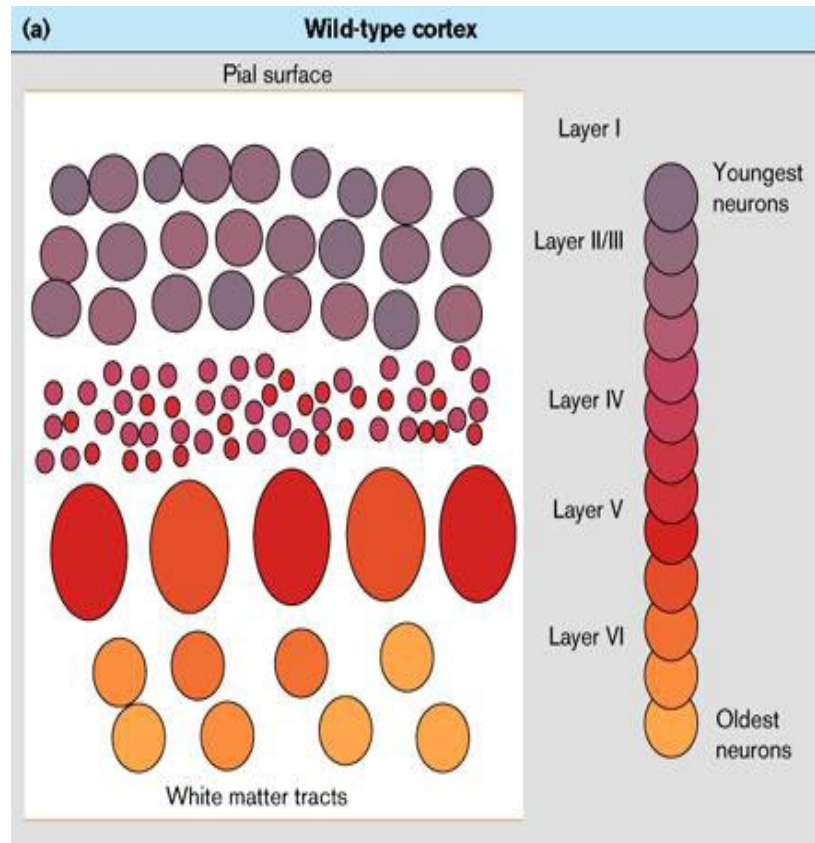 (a) Wild-type cortex
Pial surface
Layer I
Youngest
neurons
Layer II/III
Layer IV
Layer V
Layer VI
Oldest
neurons
White matter tracts